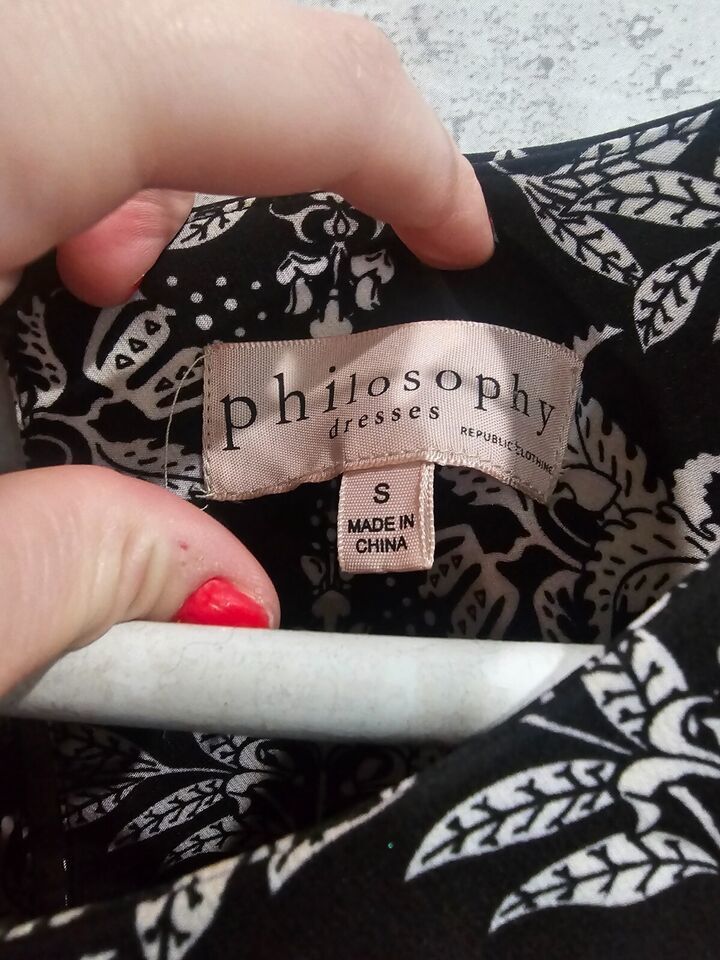 philosophy
dresses
REPUBLIC CLOTHING
S
MADE IN
CHINA